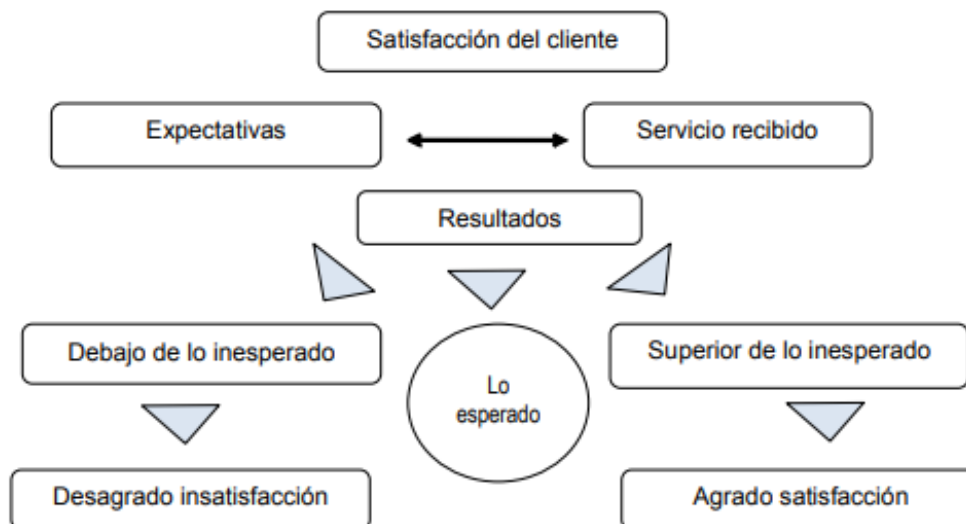 Satisfacción del cliente
Expectativas
Servicio recibido
Resultados
Debajo de lo inesperado
Superior de lo inesperado
Lo
esperado
Desagrado insatisfacción
Agrado satisfacción